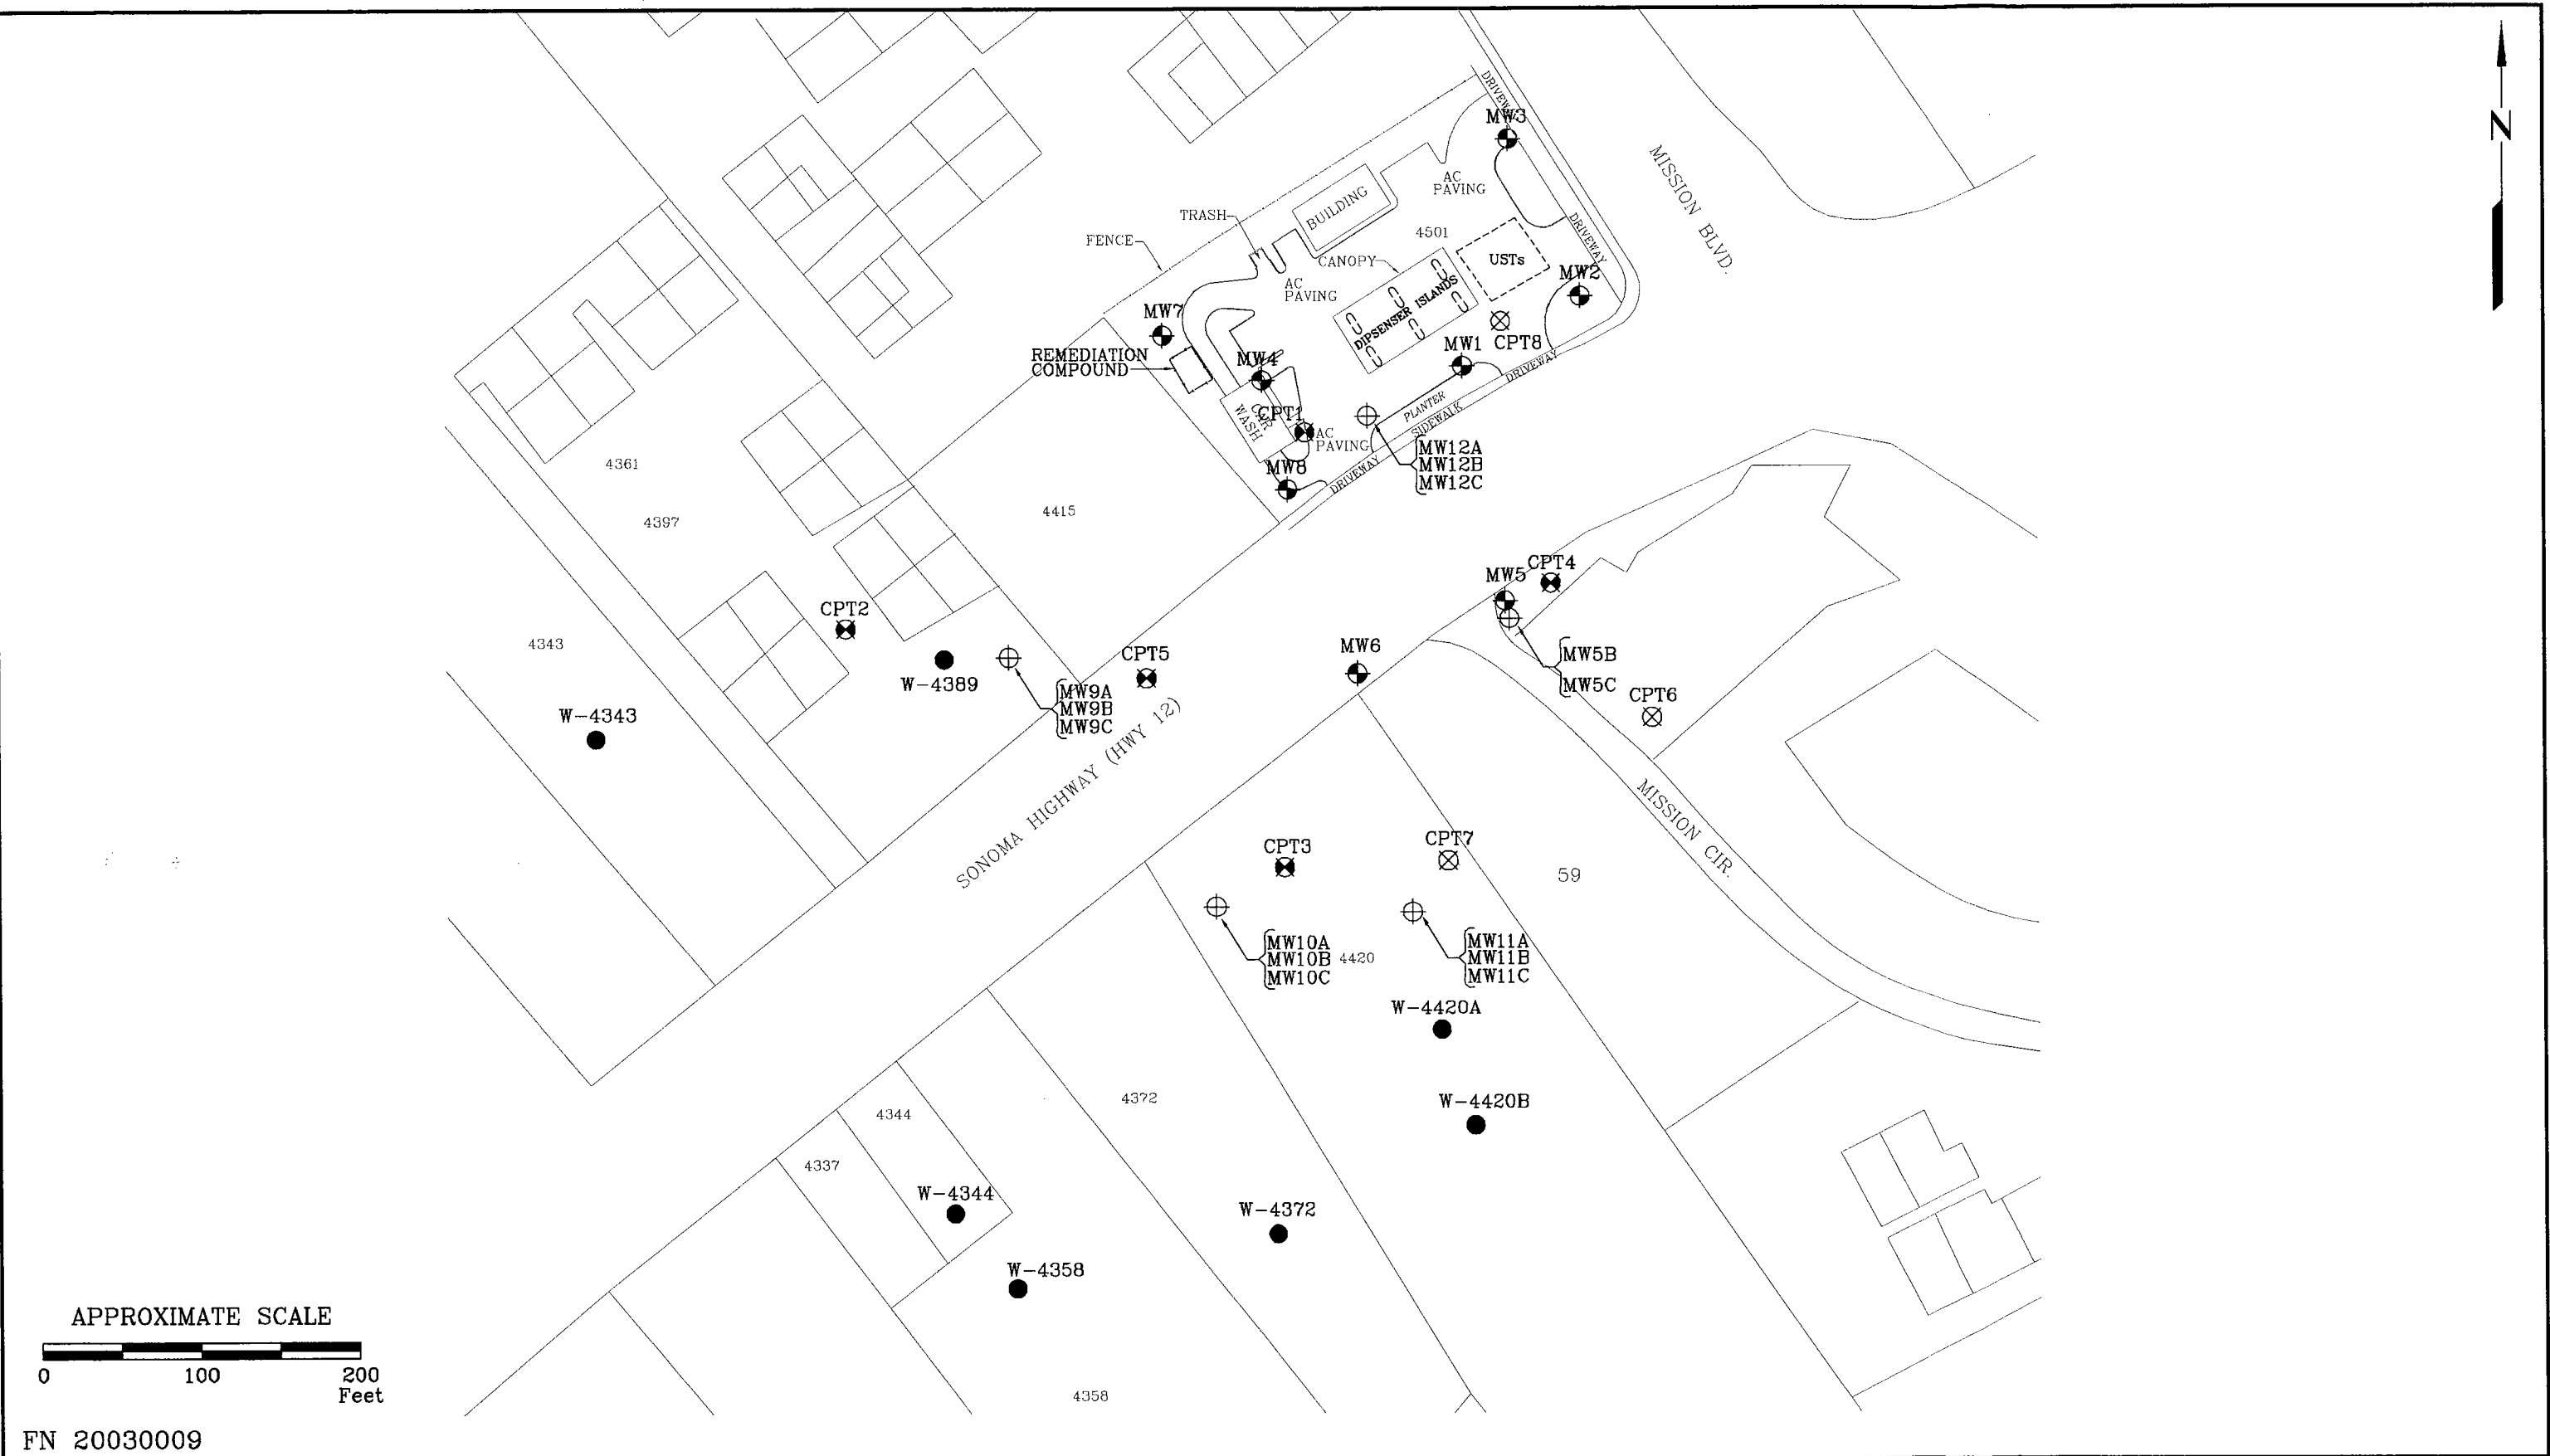 DRIVEWAY
MW3
N
MISSION BLVD.
AC
PAVING
BUILDING
TRASH
4501
DRIVEWAY
FENCE
CANOPY
USTs
MW2
AC
PAVING
DIPSENSER ISLANDS
MW7
MW1
CPT8
REMEDIATION
COMPOUND
MW4
DRIVEWAY
PLANTER
SIDEWALK
CAR
WASH
CPT1
AC
PAVING
MW12A
MW12B
MW12C
MW8
DRIVEWAY
4361
4397
4415
CPT4
MW5
CPT2
4343
MW6
CPT5
MW5B
MW5C
W-4389
CPT6
MW9A
MW9B
MW9C
W-4343
SONOMA HIGHWAY (HWY 12)
MISSION CIR.
CPT3
CPT7
59
MW10A
MW10B
MW10C
4420
MW11A
MW11B
MW11C
W-4420A
4372
W-4420B
4344
4337
W-4344
W-4372
W-4358
APPROXIMATE SCALE
0 100 200
Feet
4358
FN 20030009